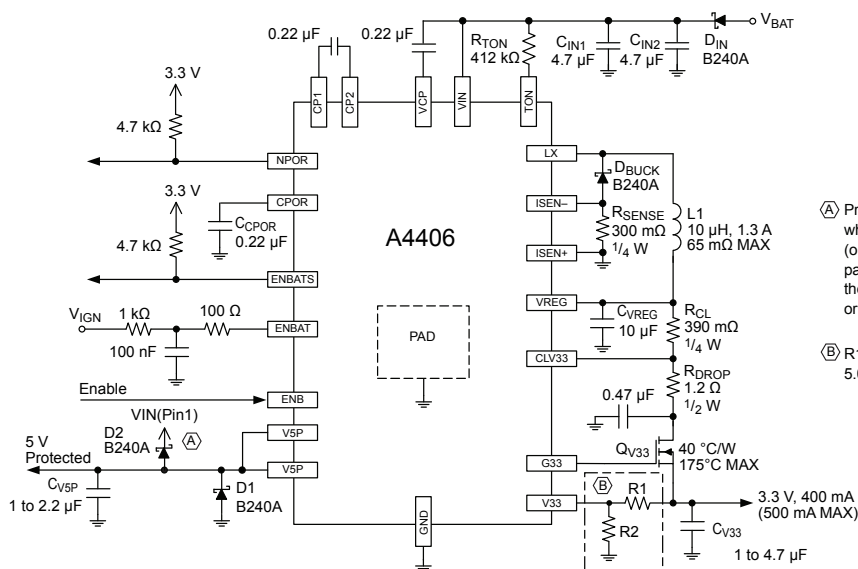 0.22 µF
0.22 µF
R_TON
412 kΩ
C_IN1
4.7 µF
C_IN2
4.7 µF
D_IN
B240A
V_BAT
3.3 V
4.7 kΩ
CP1
CP2
VCP
VIN
TON
NPOR
CPOR
C_CPOR
0.22 µF
3.3 V
4.7 kΩ
ENBATS
V_IGN
1 kΩ
100 Ω
100 nF
ENBAT
Enable
ENB
VIN(Pin1)
V5P
5 V
Protected
D2
B240A
A
V5P
C_V5P
1 to 2.2 µF
D1
B240A
A4406
PAD
GND
LX
D_BUCK
B240A
ISEN–
R_SENSE
300 mΩ
1/4 W
ISEN+
L1
10 µH, 1.3 A
65 mΩ MAX
VREG
C_VREG
10 µF
R_CL
390 mΩ
1/4 W
CLV33
R_DROP
1.2 Ω
1/2 W
0.47 µF
Q_V33
40 °C/W
175°C MAX
G33
B
V33
R1
R2
3.3 V, 400 mA
(500 mA MAX)
C_V33
1 to 4.7 µF
A Pr
wh
(o
pa
the
or
B R1
5.0